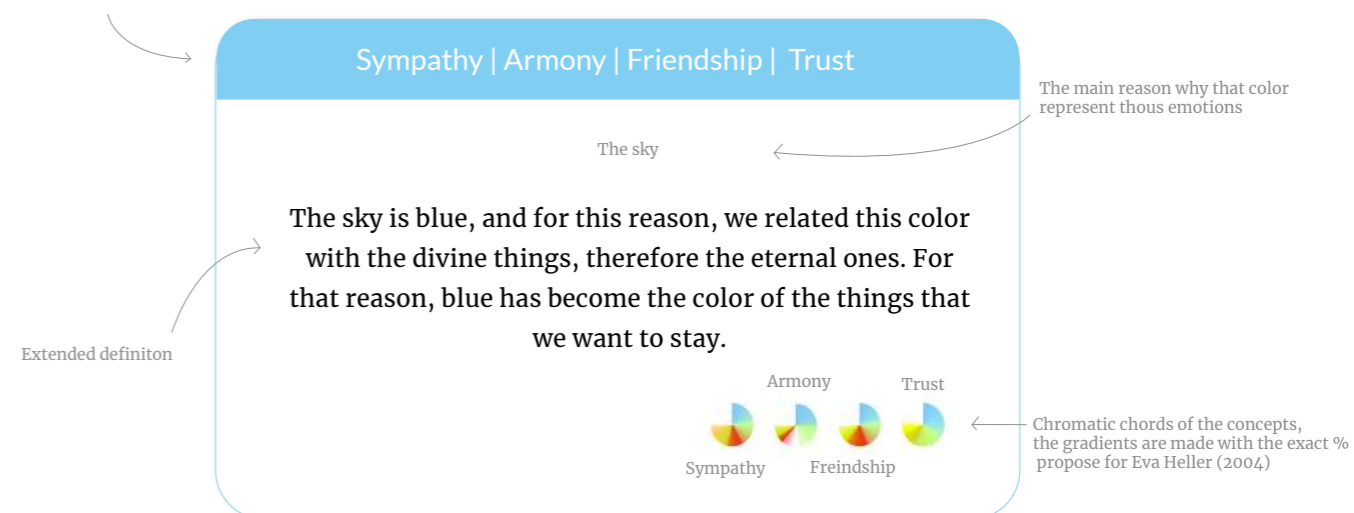 Sympathy | Armony | Friendship | Trust
The main reason why that color
represent thous emotions
The sky
The sky is blue, and for this reason, we related this color
with the divine things, therefore the eternal ones. For
that reason, blue has become the color of the things that
we want to stay.
Extended definiton
Armony
Trust
Sympathy
Freindship
Chromatic chords of the concepts,
the gradients are made with the exact %
propose for Eva Heller (2004)